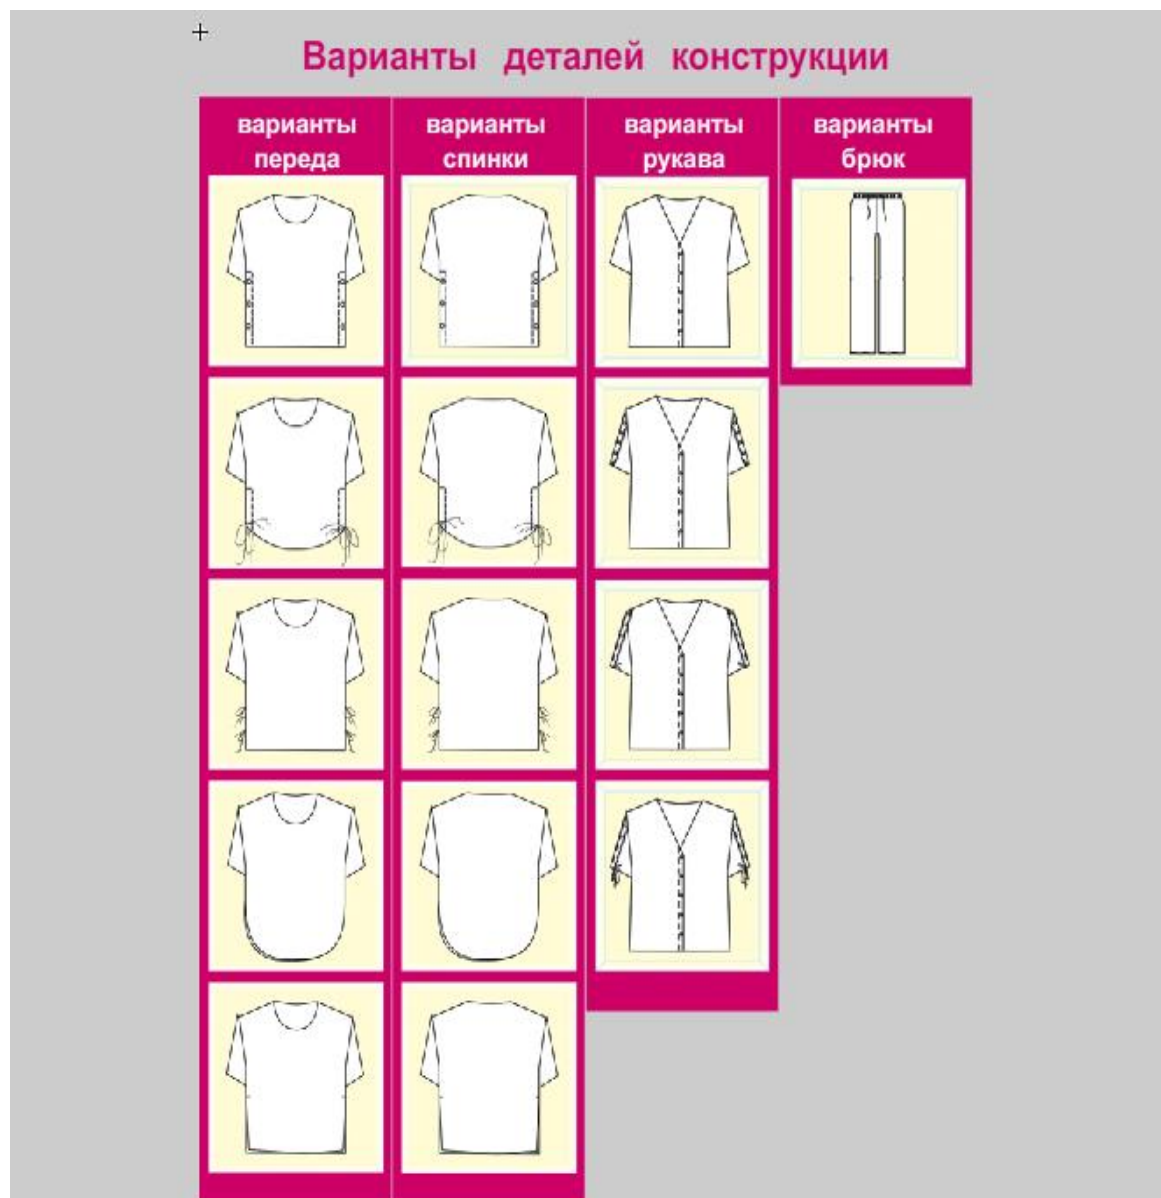 Варианты деталей конструкции
варианты
переда
варианты
спинки
варианты
рукава
варианты
брюк